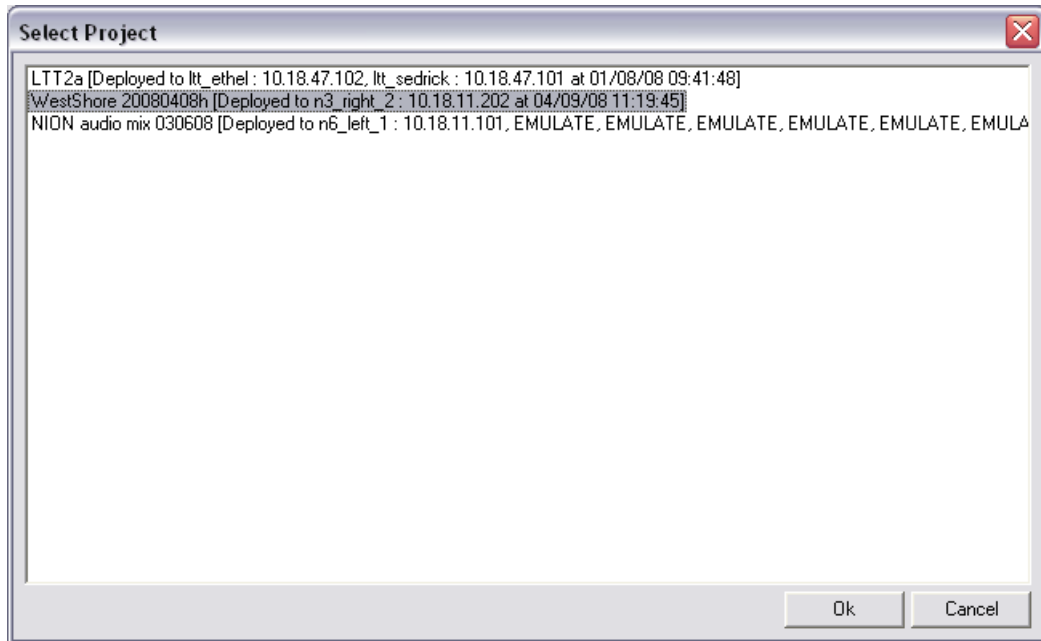 Select Project
LTT2a [Deployed to ltt_ethel : 10.18.47.102, ltt_sedrick : 10.18.47.101 at 01/08/08 09:41:48]
WestShore 20080408h [Deployed to n3_right_2 : 10.18.11.202 at 04/09/08 11:19:45]
NION audio mix 030608 [Deployed to n6_left_1 : 10.18.11.101, EMULATE, EMULATE, EMULATE, EMULATE, EMULATE, EMULA
Ok
Cancel